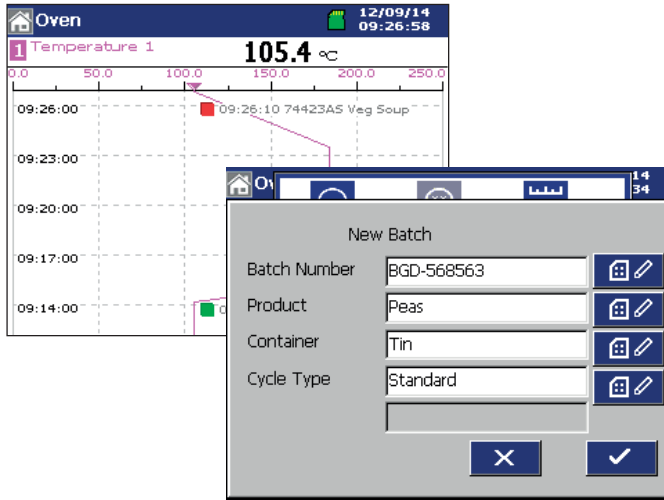 Oven
12/09/14
09:26:58
1 Temperature 1 105.4 °C
0.0 50.0 100.0 150.0 200.0 250.0
09:26:00
09:26:10 74423AS Veg Soup
09:23:00
09:20:00
09:17:00
09:14:00
14
34
New Batch
Batch Number BGD-568563
Product Peas
Container Tin
Cycle Type Standard